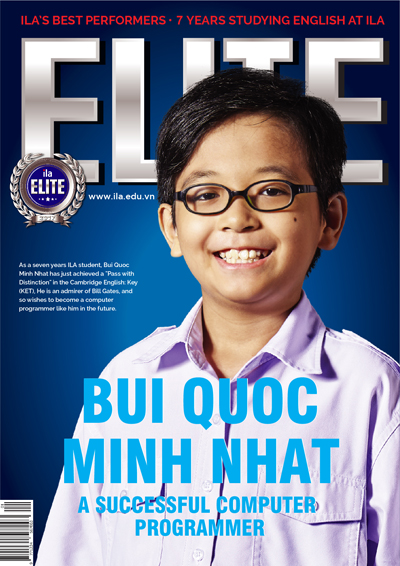 ILA'S BEST PERFORMERS • 7 YEARS STUDYING ENGLISH AT ILA
ELITE
ila
ELITE
www.ila.edu.vn
As a seven years ILA student, Bui Quoc
Minh Nhat has just achieved a "Pass with
Distinction" in the Cambridge English: Key
(KET), He is an admirer of Bill Gates, and
so wishes to become a computer
programmer like him in the future.
BUI QUOC
MINH NHAT
A SUCCESSFUL COMPUTER
PROGRAMMER